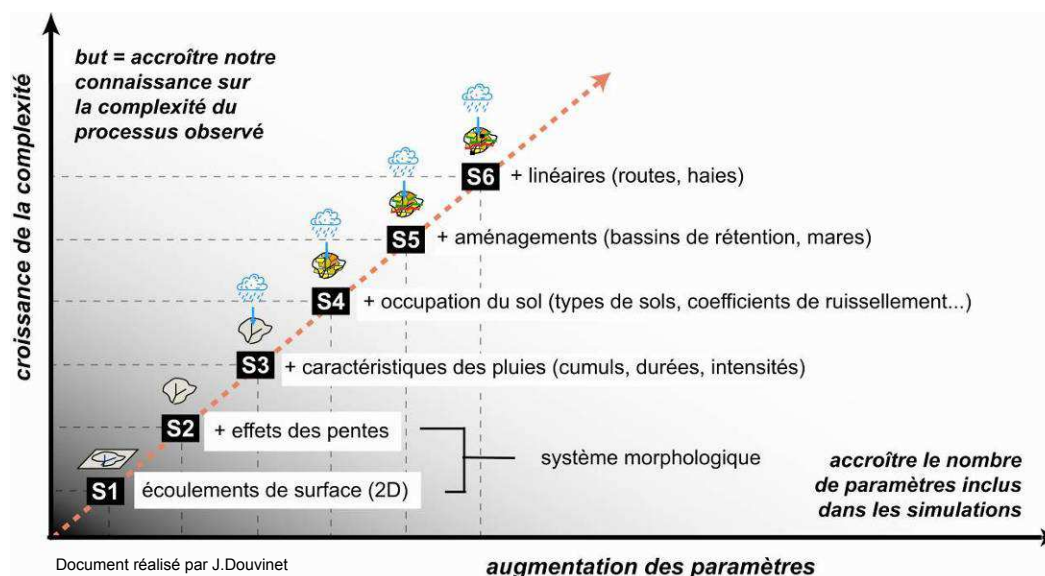 but = accroître notre
connaissance sur
la complexité du
processus observé
croissance de la complexité
S6 + linéaires (routes, haies)
S5 + aménagements (bassins de rétention, mares)
S4 + occupation du sol (types de sols, coefficients de ruissellement...)
S3 + caractéristiques des pluies (cumuls, durées, intensités)
S2 + effets des pentes
système morphologique
S1 écoulements de surface (2D)
accroître le nombre
de paramètres inclus
dans les simulations
Document réalisé par J.Douvinet
augmentation des paramètres